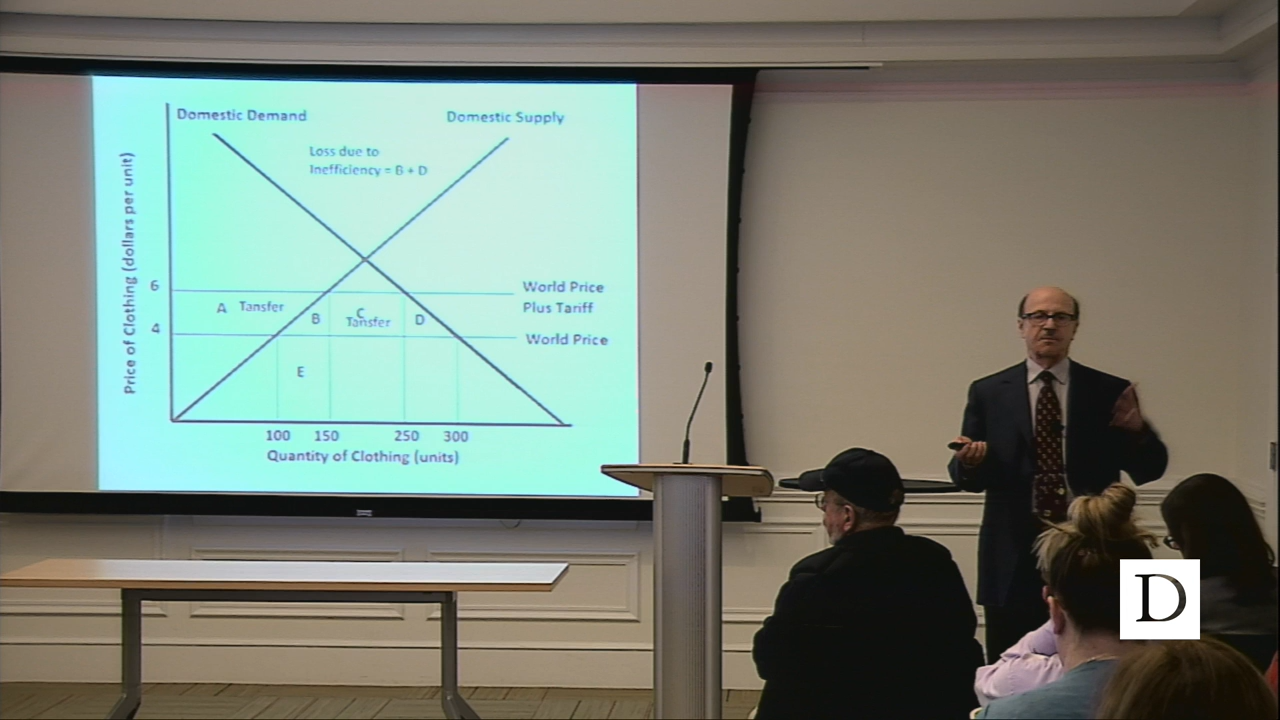 Domestic Demand
Domestic Supply
Loss due to
Inefficiency = B + D
Price of Clothing (dollars per unit)
6
World Price
Plus Tariff
A Tansfer
B
C
Tansfer
D
4
World Price
E
100 150 250 300
Quantity of Clothing (units)
D